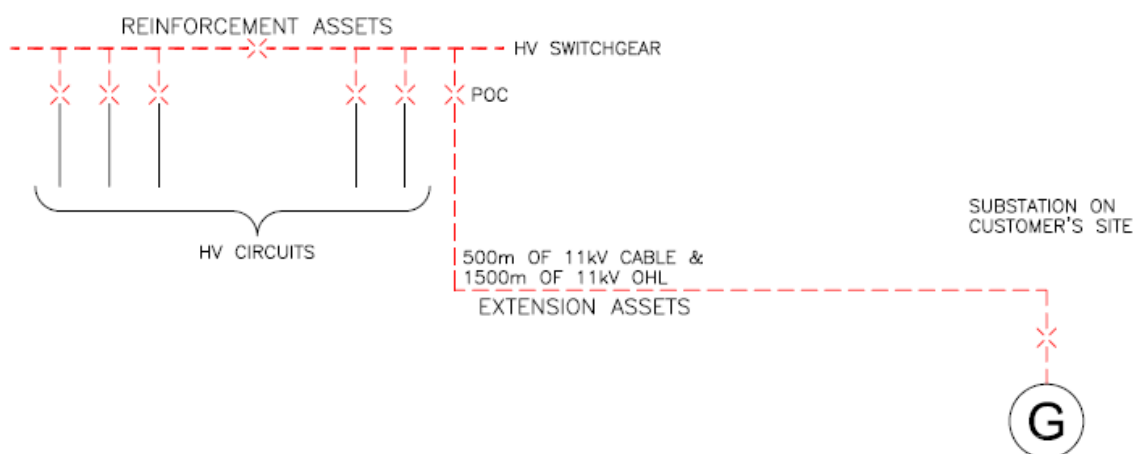 REINFORCEMENT ASSETS
HV SWITCHGEAR
POC
HV CIRCUITS
SUBSTATION ON
CUSTOMER'S SITE
500m OF 11kV CABLE &
1500m OF 11kV OHL
EXTENSION ASSETS
G